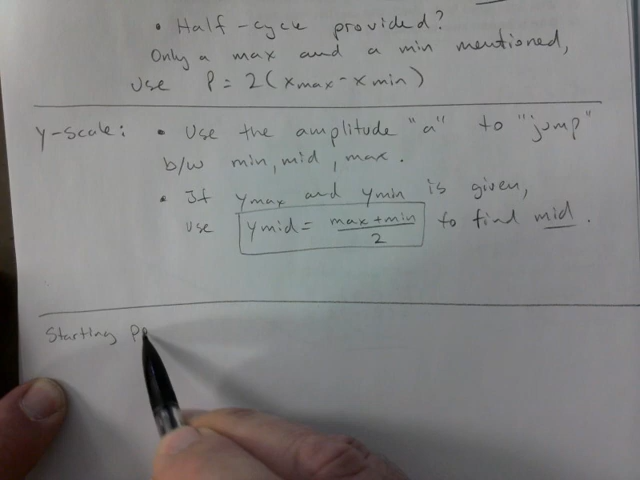 • Half-cycle provided?
Only a max and a min mentioned,
use P = 2(xmax - xmin)
y-scale: • Use the amplitude "a" to "jump"
b/w min, mid, max.
• If ymax and ymin is given,
use ymid = max+min/2 to find mid.
Starting Po